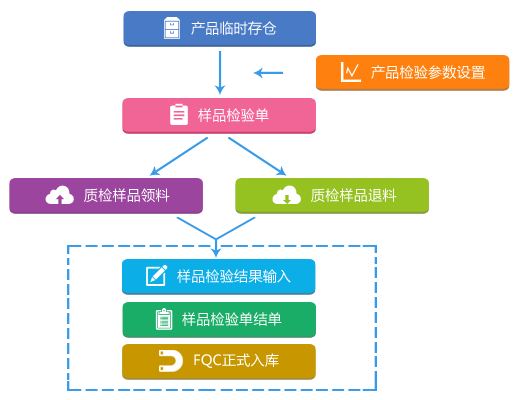 产品临时存仓
产品检验参数设置
样品检验单
质检样品领料
质检样品退料
样品检验结果输入
样品检验单结单
FQC正式入库